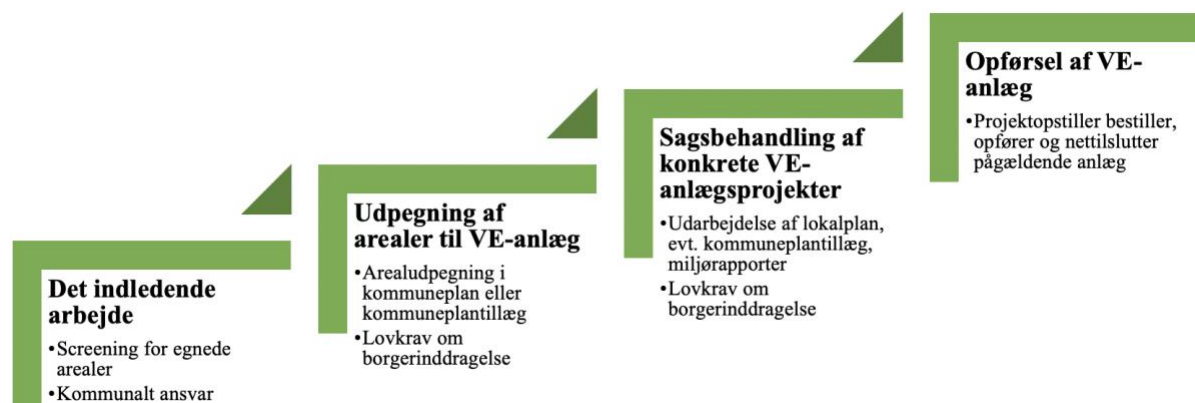 Det indledende
arbejde
•Screening for egnede
arealer
•Kommunalt ansvar
Udpegning af
arealer til VE-anlæg
•Arealudpegning i
kommuneplan eller
kommuneplantillæg
•Lovkrav om
borgerinddragelse
Sagsbehandling af
konkrete VE-
anlægsprojekter
•Udarbejdelse af lokalplan,
evt. kommuneplantillæg,
miljørapporter
•Lovkrav om
borgerinddragelse
Opførsel af VE-
anlæg
•Projektopstiller bestiller,
opfører og nettilslutter
pågældende anlæg